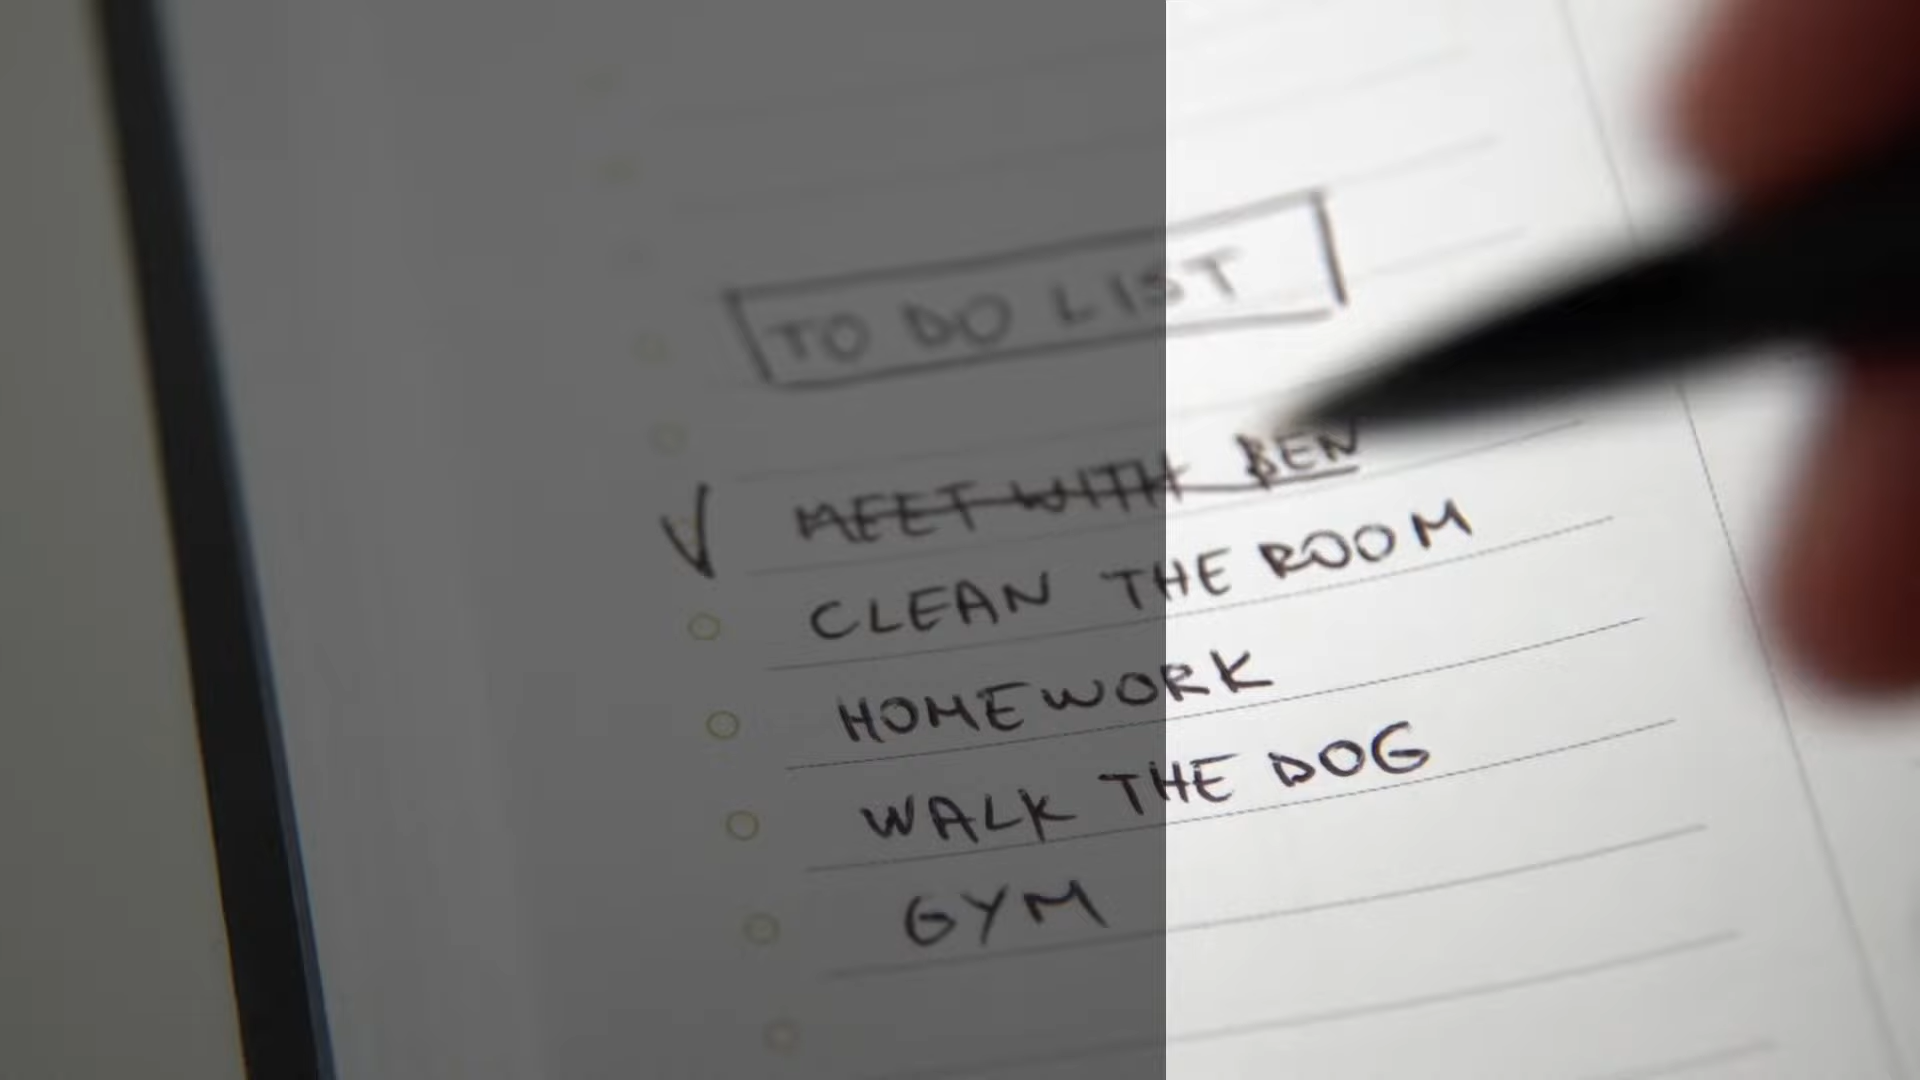 TO DO LIST
MEET WITH BEN
CLEAN THE ROOM
HOMEWORK
WALK THE DOG
GYM